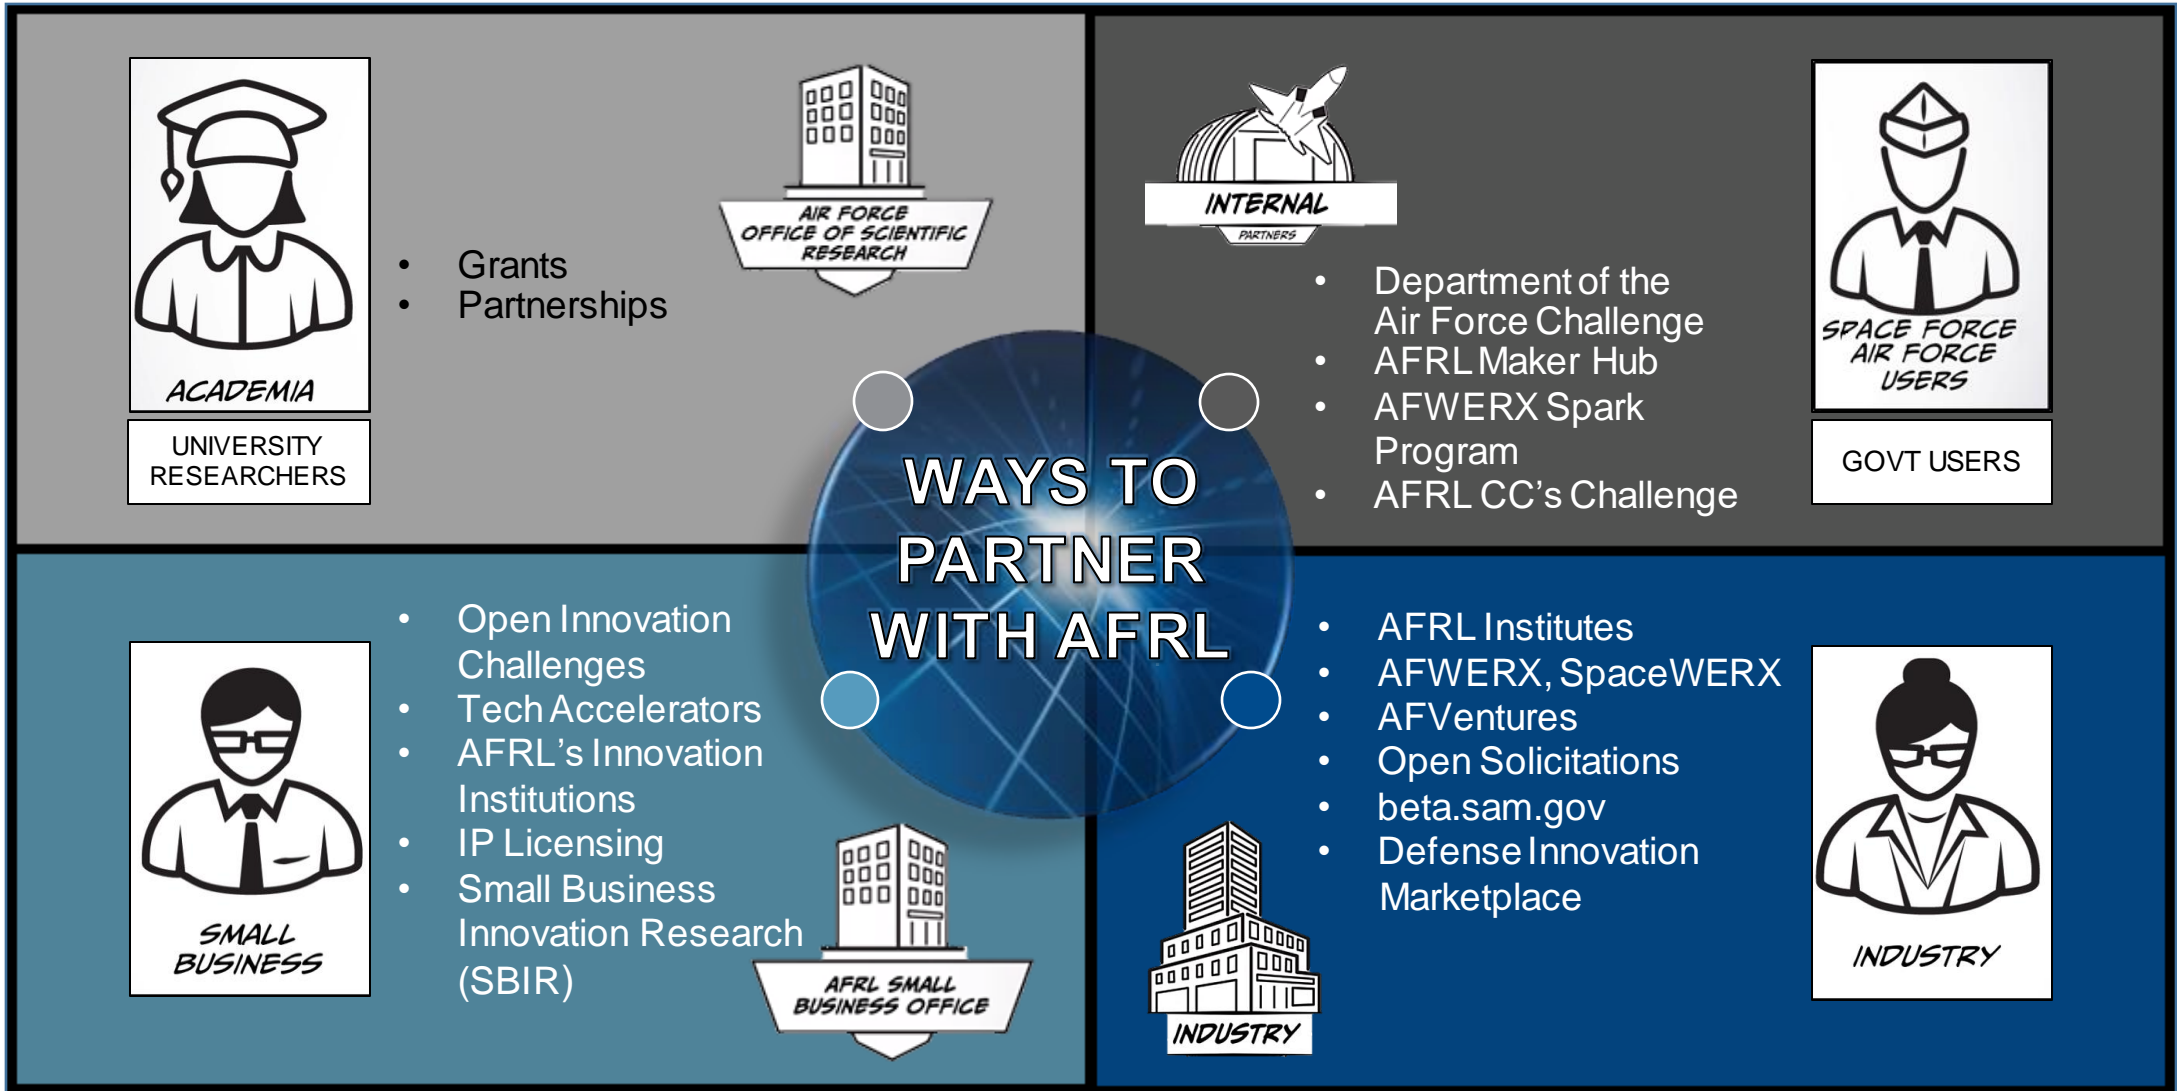 ACADEMIA
UNIVERSITY
RESEARCHERS
• Grants
• Partnerships
AIR FORCE
OFFICE OF SCIENTIFIC
RESEARCH
INTERNAL
PARTNERS
• Department of the
Air Force Challenge
• AFRL Maker Hub
• AFWERX Spark
Program
• AFRL CC’s Challenge
SPACE FORCE
AIR FORCE
USERS
GOVT USERS
WAYS TO
PARTNER
WITH AFRL
SMALL
BUSINESS
• Open Innovation
Challenges
• Tech Accelerators
• AFRL’s Innovation
Institutions
• IP Licensing
• Small Business
Innovation Research
(SBIR)
AFRL SMALL
BUSINESS OFFICE
• AFRL Institutes
• AFWERX, SpaceWERX
• AFVentures
• Open Solicitations
• beta.sam.gov
• Defense Innovation
Marketplace
INDUSTRY
INDUSTRY